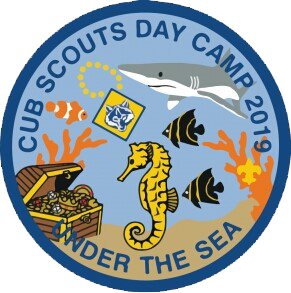 CUB SCOUTS DAY CAMP 2019
UNDER THE SEA